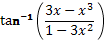 tan⁻¹ ( (3x − x³) / (1 − 3x²) )